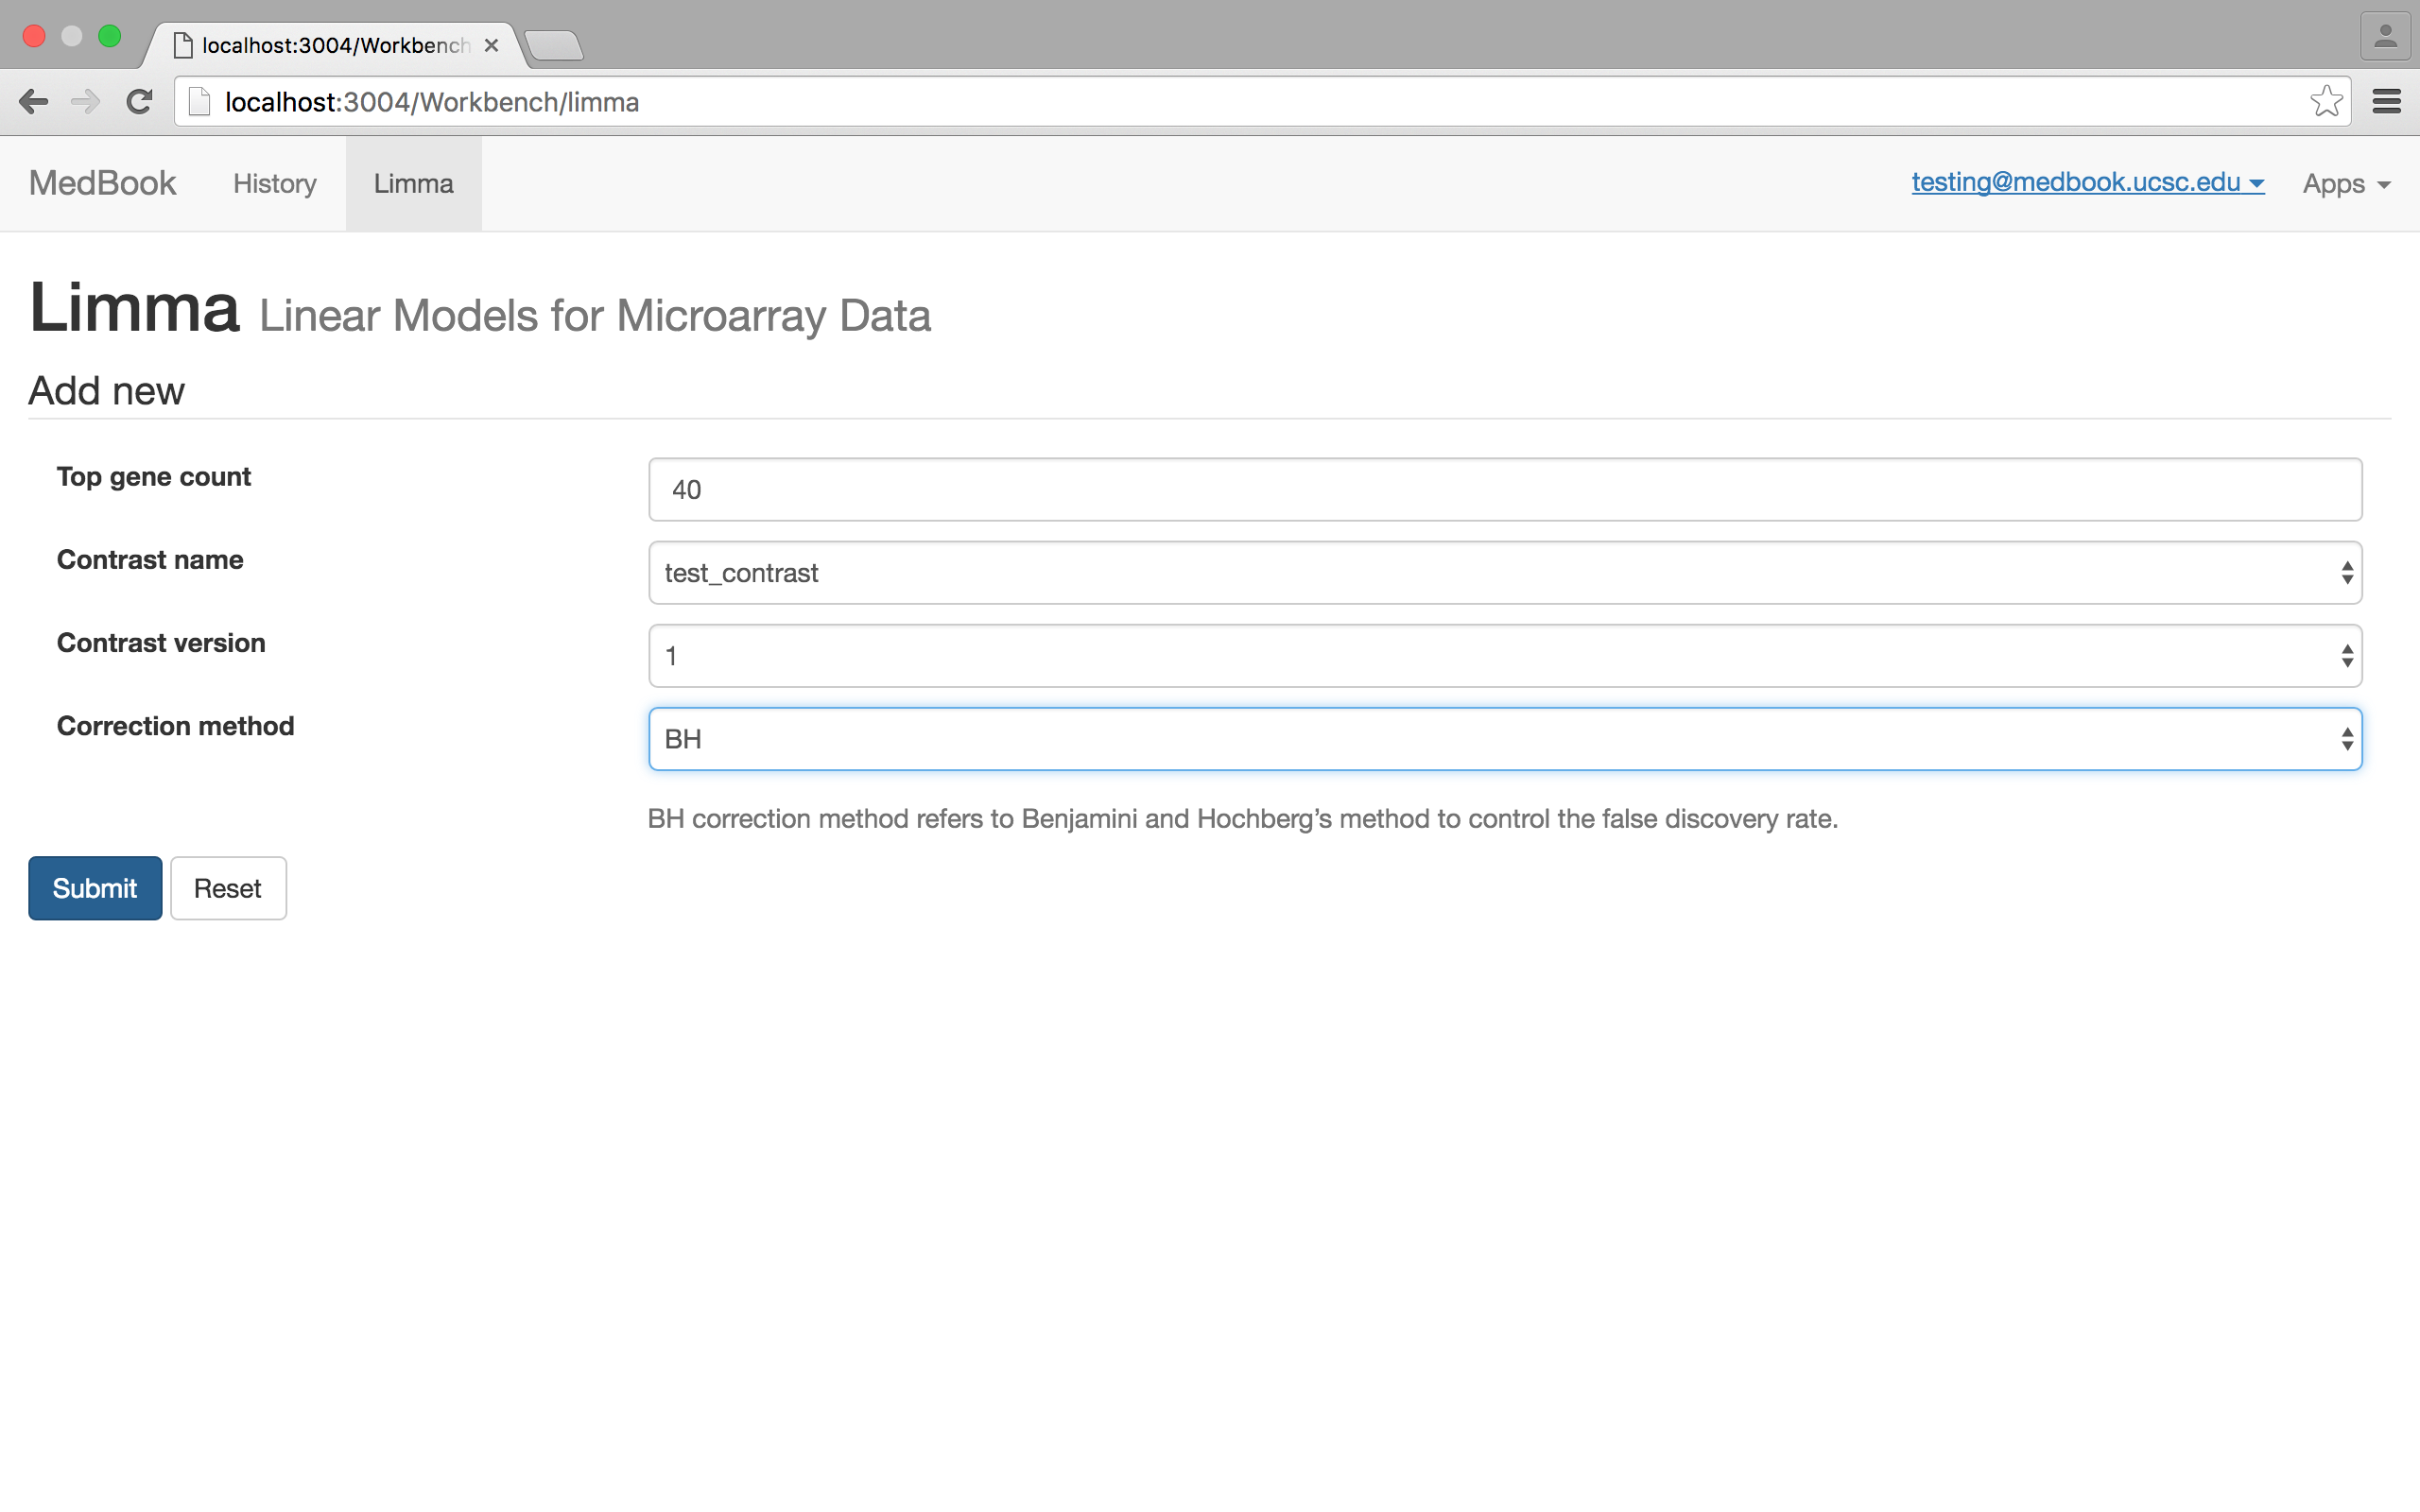 localhost:3004/Workbench
localhost:3004/Workbench/limma
MedBook History Limma testing@medbook.ucsc.edu Apps
Limma Linear Models for Microarray Data
Add new
Top gene count 40
Contrast name test_contrast
Contrast version 1
Correction method BH
BH correction method refers to Benjamini and Hochberg’s method to control the false discovery rate.
Submit Reset